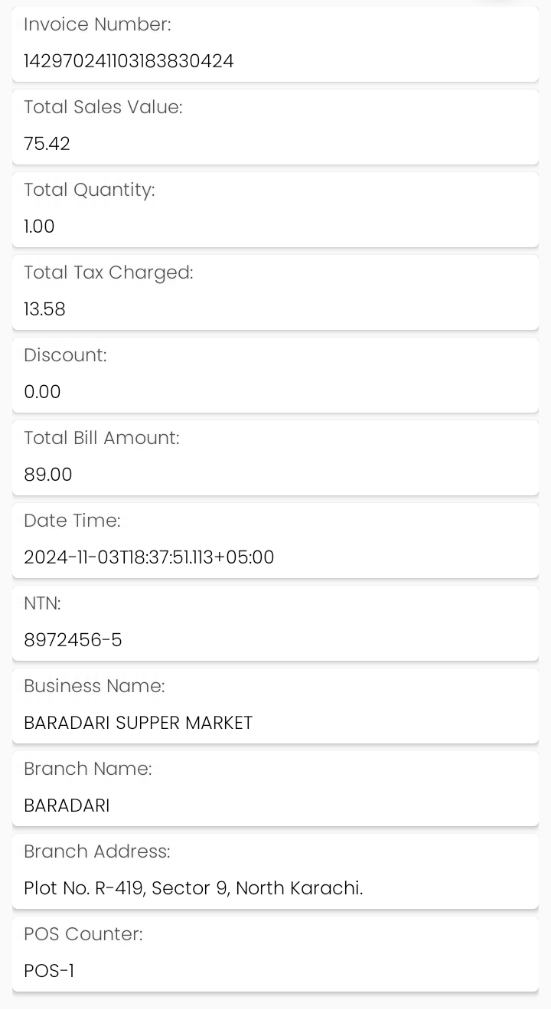 Invoice Number:
142970241103183830424
Total Sales Value:
75.42
Total Quantity:
1.00
Total Tax Charged:
13.58
Discount:
0.00
Total Bill Amount:
89.00
Date Time:
2024-11-03T18:37:51.113+05:00
NTN:
8972456-5
Business Name:
BARADARI SUPPER MARKET
Branch Name:
BARADARI
Branch Address:
Plot No. R-419, Sector 9, North Karachi.
POS Counter:
POS-1